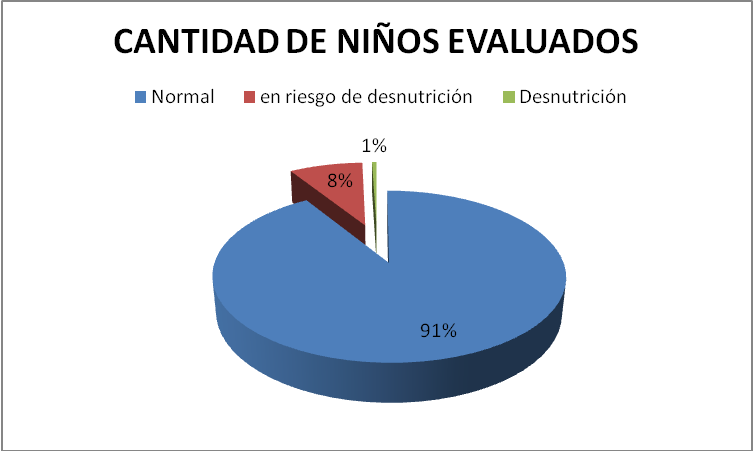 CANTIDAD DE NIÑOS EVALUADOS
Normal en riesgo de desnutrición Desnutrición
1%
8%
91%